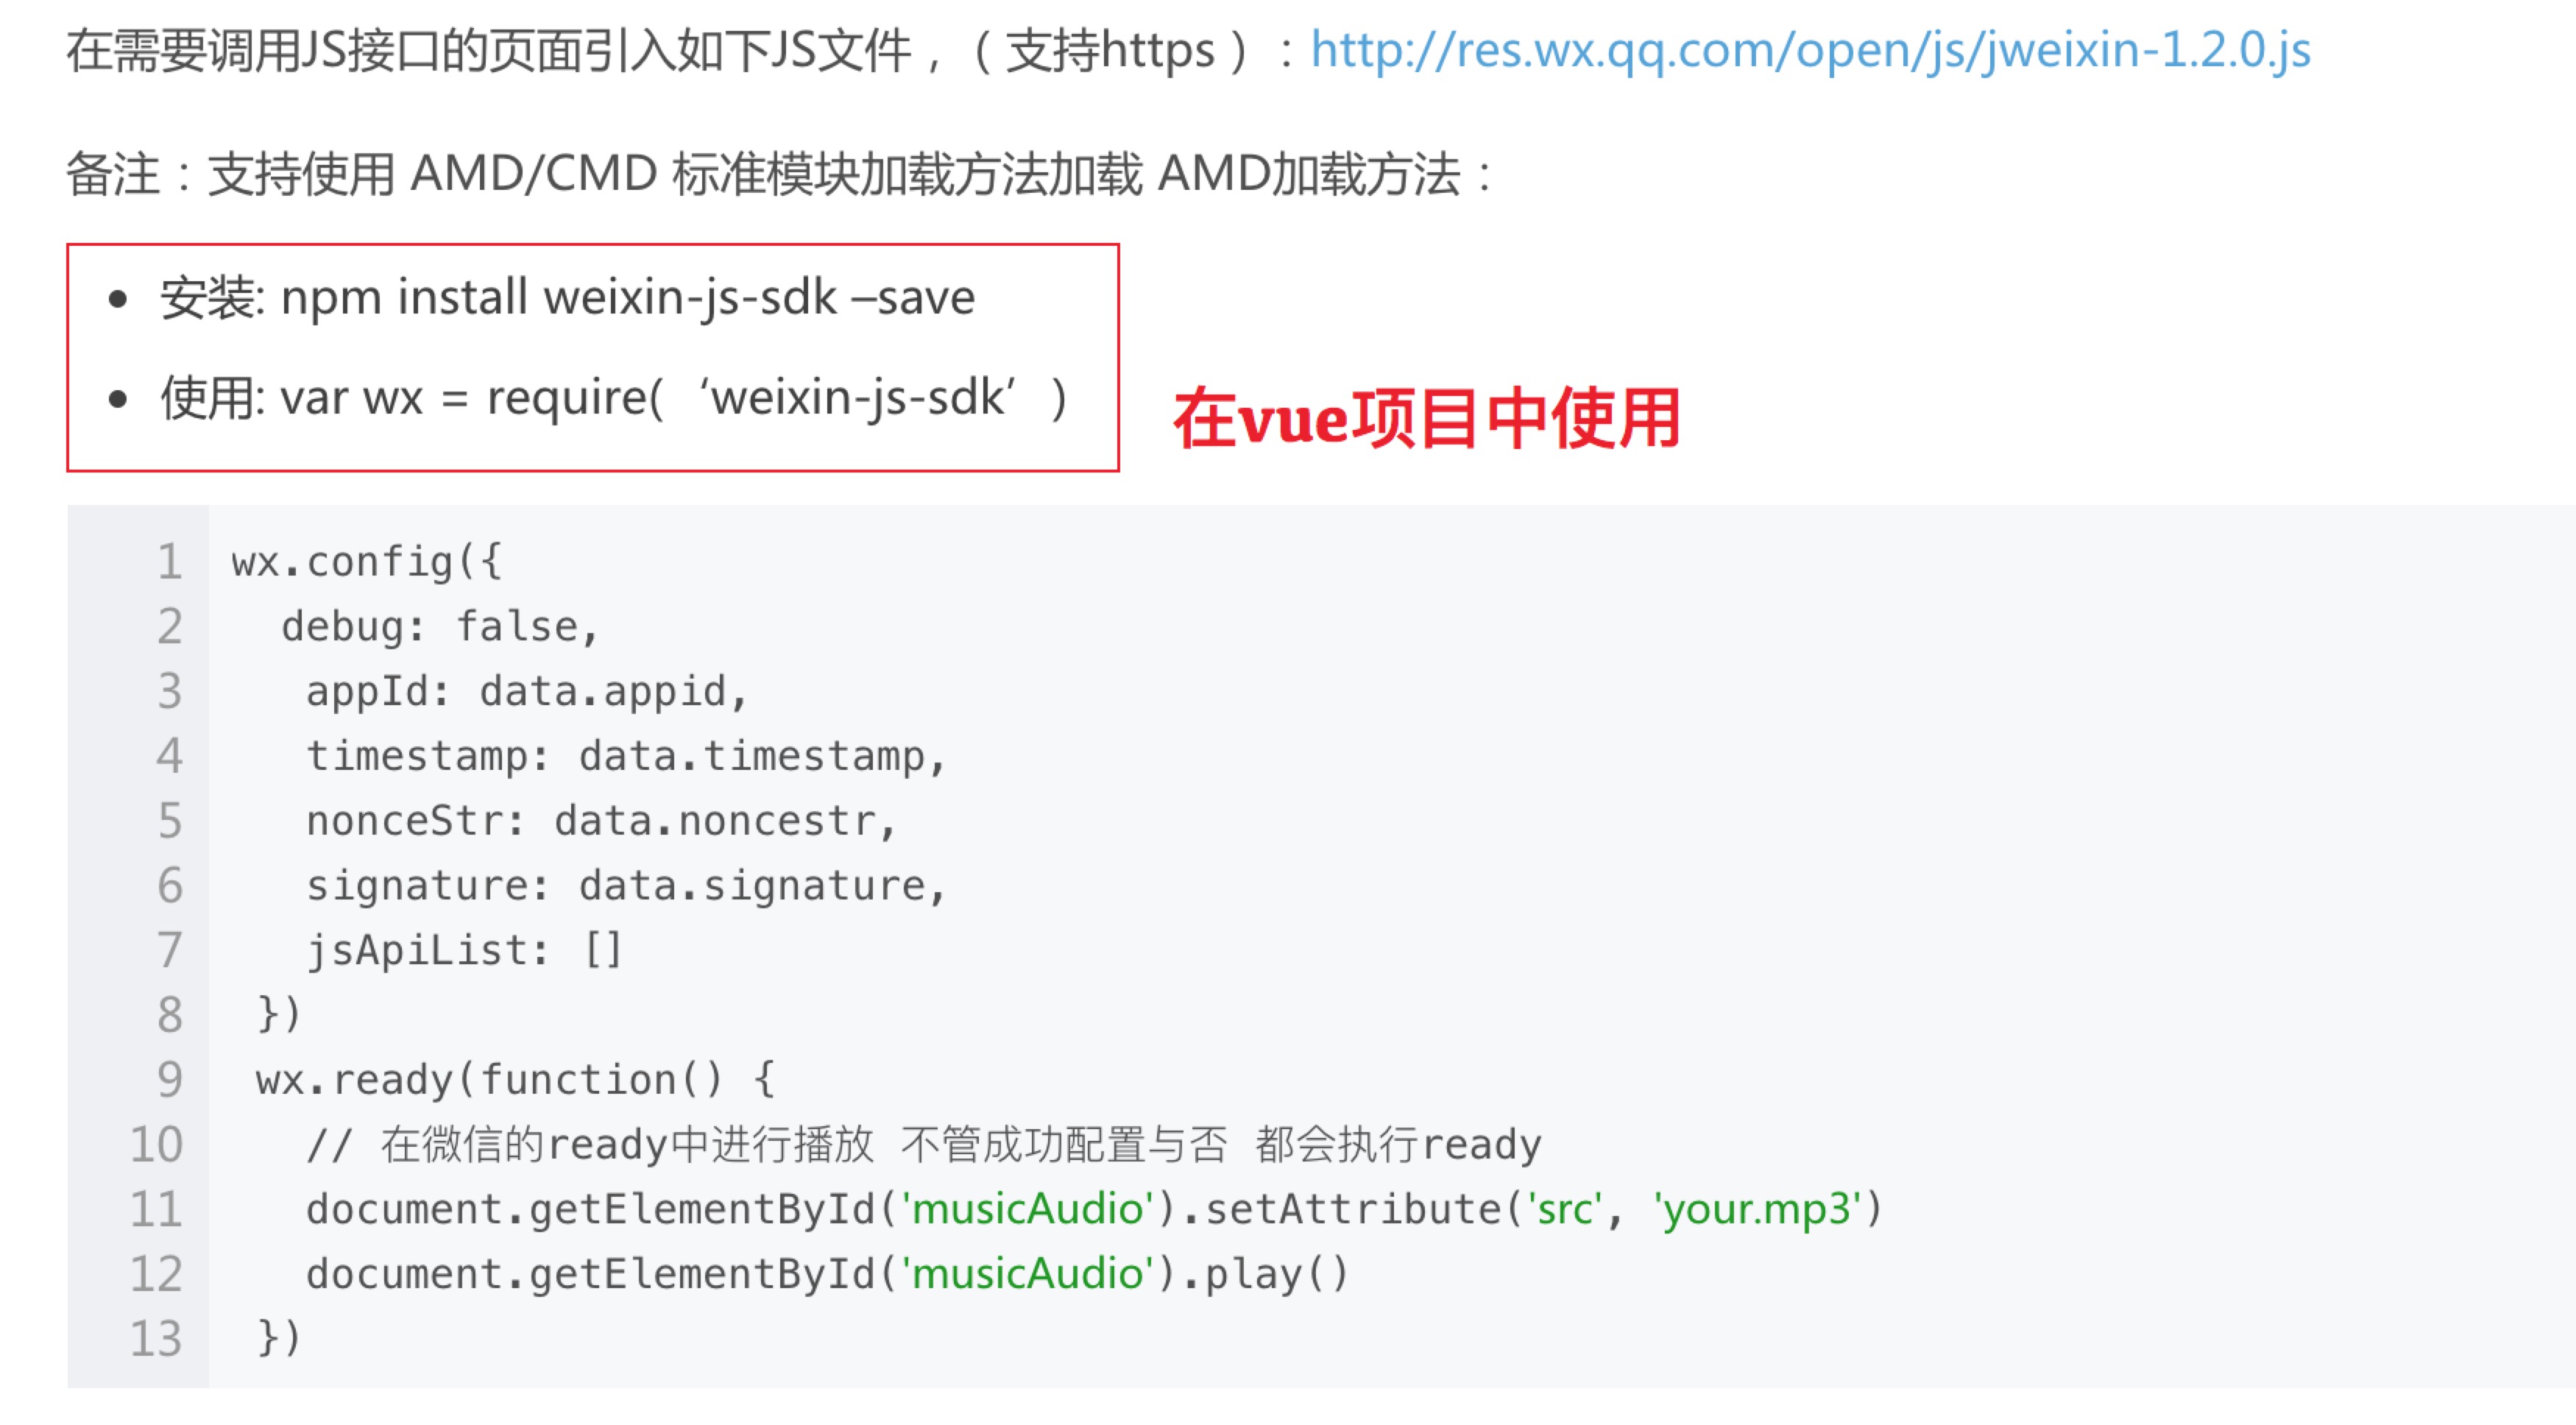 在需要调用JS接口的页面引入如下JS文件，（支持https）：http://res.wx.qq.com/open/js/jweixin-1.2.0.js
备注：支持使用 AMD/CMD 标准模块加载方法加载 AMD加载方法：
• 安装: npm install weixin-js-sdk –save
• 使用: var wx = require(‘weixin-js-sdk’)
在vue项目中使用
1 wx.config({
2 debug: false,
3 appId: data.appid,
4 timestamp: data.timestamp,
5 nonceStr: data.noncestr,
6 signature: data.signature,
7 jsApiList: []
8 })
9 wx.ready(function() {
10 // 在微信的ready中进行播放 不管成功配置与否 都会执行ready
11 document.getElementById('musicAudio').setAttribute('src', 'your.mp3')
12 document.getElementById('musicAudio').play()
13 })